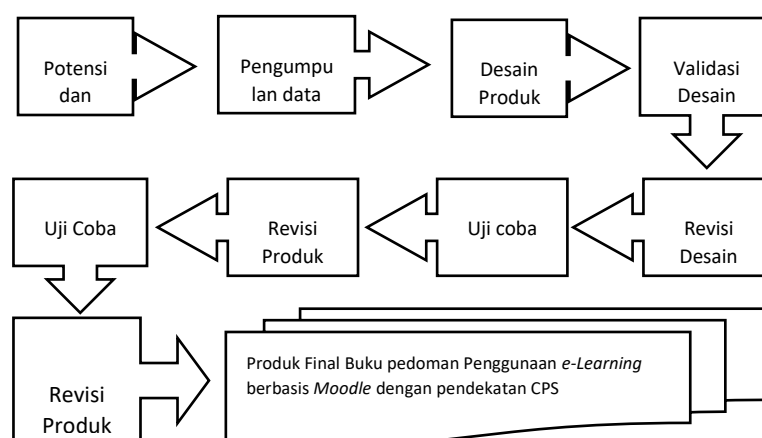 Potensi
dan
Pengumpu
lan data
Desain
Produk
Validasi
Desain
Revisi
Desain
Uji coba
Revisi
Produk
Uji Coba
Revisi
Produk
Produk Final Buku pedoman Penggunaan e-Learning
berbasis Moodle dengan pendekatan CPS